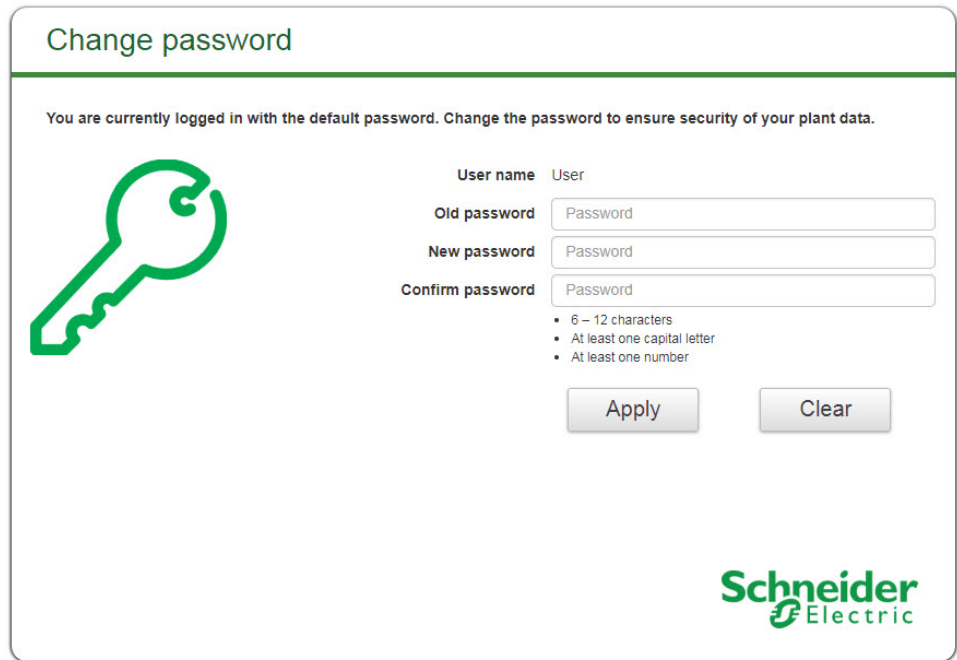 Change password
You are currently logged in with the default password. Change the password to ensure security of your plant data.
User name User
Old password Password
New password Password
Confirm password Password
• 6 – 12 characters
• At least one capital letter
• At least one number
Apply Clear
Schneider
Electric